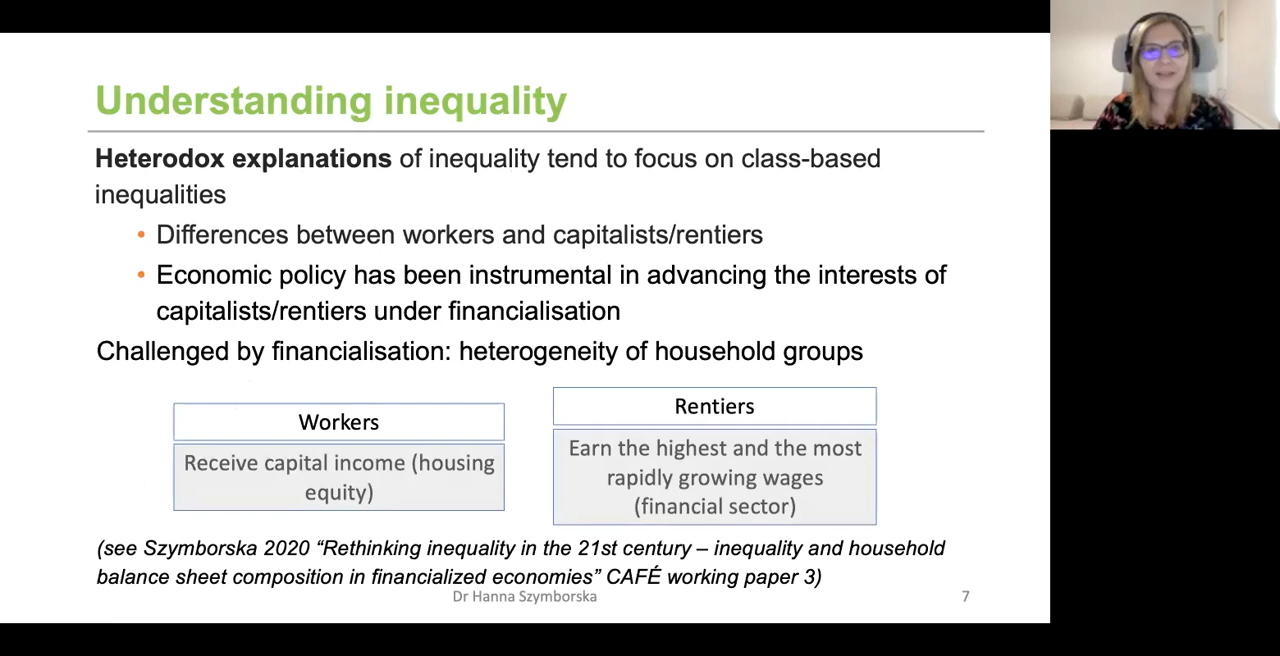 Understanding inequality
Heterodox explanations of inequality tend to focus on class-based
inequalities
• Differences between workers and capitalists/rentiers
• Economic policy has been instrumental in advancing the interests of
capitalists/rentiers under financialisation
Challenged by financialisation: heterogeneity of household groups
Workers
Receive capital income (housing
equity)
Rentiers
Earn the highest and the most
rapidly growing wages
(financial sector)
(see Szymborska 2020 “Rethinking inequality in the 21st century – inequality and household
balance sheet composition in financialized economies” CAFÉ working paper 3)
Dr Hanna Szymborska
7